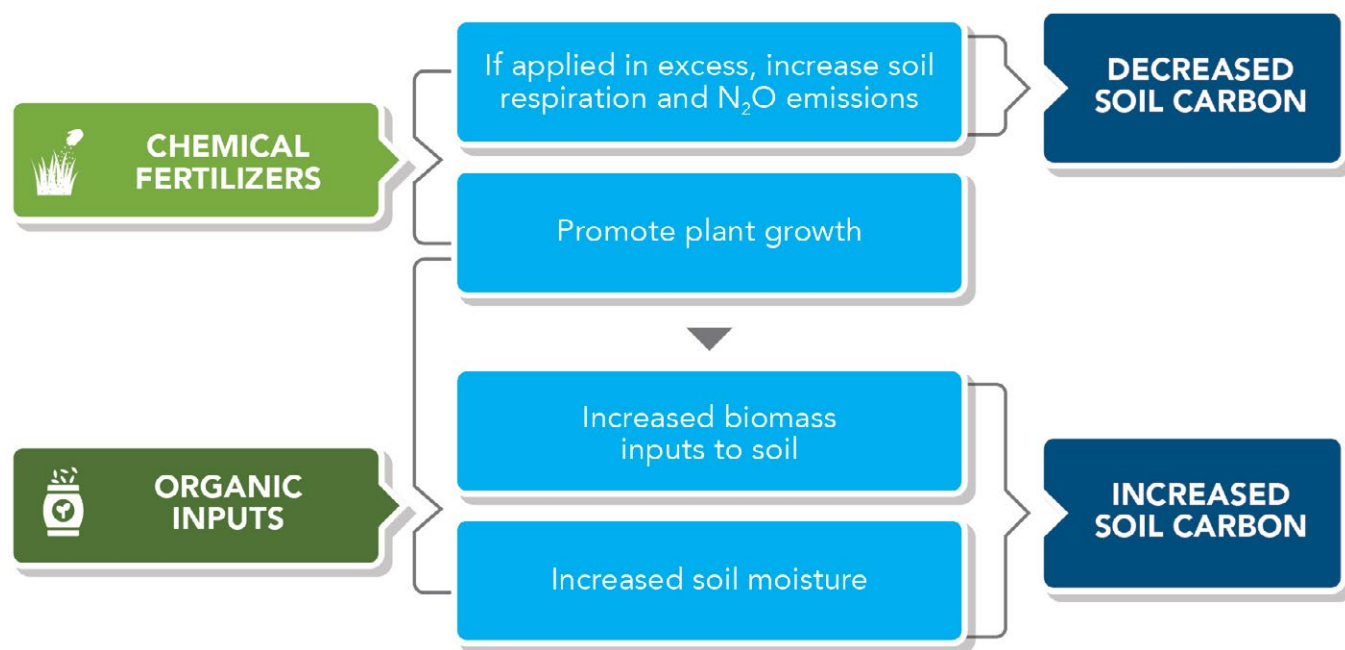 If applied in excess, increase soil
respiration and N₂O emissions
DECREASED
SOIL CARBON
CHEMICAL
FERTILIZERS
Promote plant growth
Increased biomass
inputs to soil
ORGANIC
INPUTS
INCREASED
SOIL CARBON
Increased soil moisture